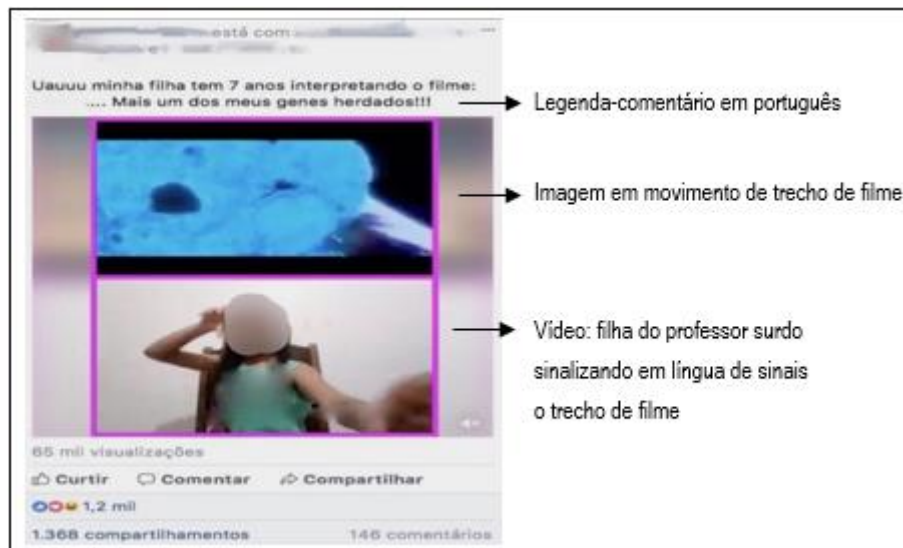 está com
e
Uauuu minha filha tem 7 anos interpretando o filme:
.... Mais um dos meus genes herdados!!!
Legenda-comentário em português
Imagem em movimento de trecho de filme
Vídeo: filha do professor surdo
sinalizando em língua de sinais
o trecho de filme
65 mil visualizações
Curtir Comentar Compartilhar
1,2 mil
1.368 compartilhamentos 146 comentários